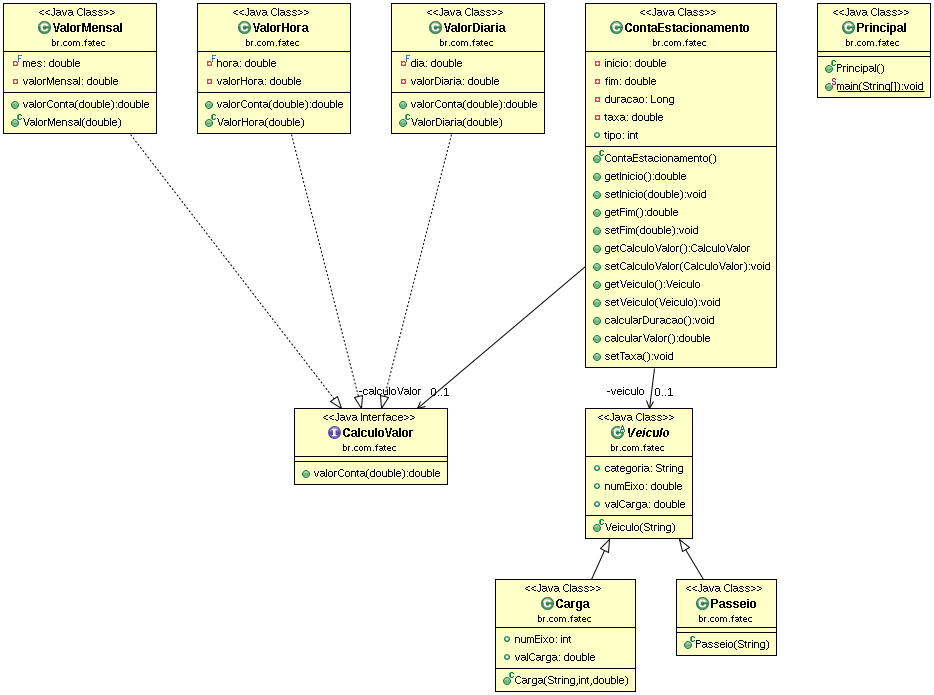 <<Java Class>>
ValorMensal
br.com.fatec
mes: double
valorMensal: double
valorConta(double):double
ValorMensal(double)
<<Java Class>>
ValorHora
br.com.fatec
hora: double
valorHora: double
valorConta(double):double
ValorHora(double)
<<Java Class>>
ValorDiaria
br.com.fatec
dia: double
valorDiaria: double
valorConta(double):double
ValorDiaria(double)
<<Java Class>>
ContaEstacionamento
br.com.fatec
inicio: double
fim: double
duracao: Long
taxa: double
tipo: int
ContaEstacionamento()
getInicio():double
setInicio(double):void
getFim():double
setFim(double):void
getCalculoValor():CalculoValor
setCalculoValor(CalculoValor):void
getVeiculo():Veiculo
setVeiculo(Veiculo):void
calcularDuracao():void
calcularValor():double
setTaxa():void
<<Java Class>>
Principal
br.com.fatec
Principal()
main(String[]):void
-calculoValor 0..1
-veiculo 0..1
<<Java Interface>>
CalculoValor
br.com.fatec
valorConta(double):double
<<Java Class>>
Veiculo
br.com.fatec
categoria: String
numEixo: double
valCarga: double
Veiculo(String)
<<Java Class>>
Carga
br.com.fatec
numEixo: int
valCarga: double
Carga(String,int,double)
<<Java Class>>
Passeio
br.com.fatec
Passeio(String)